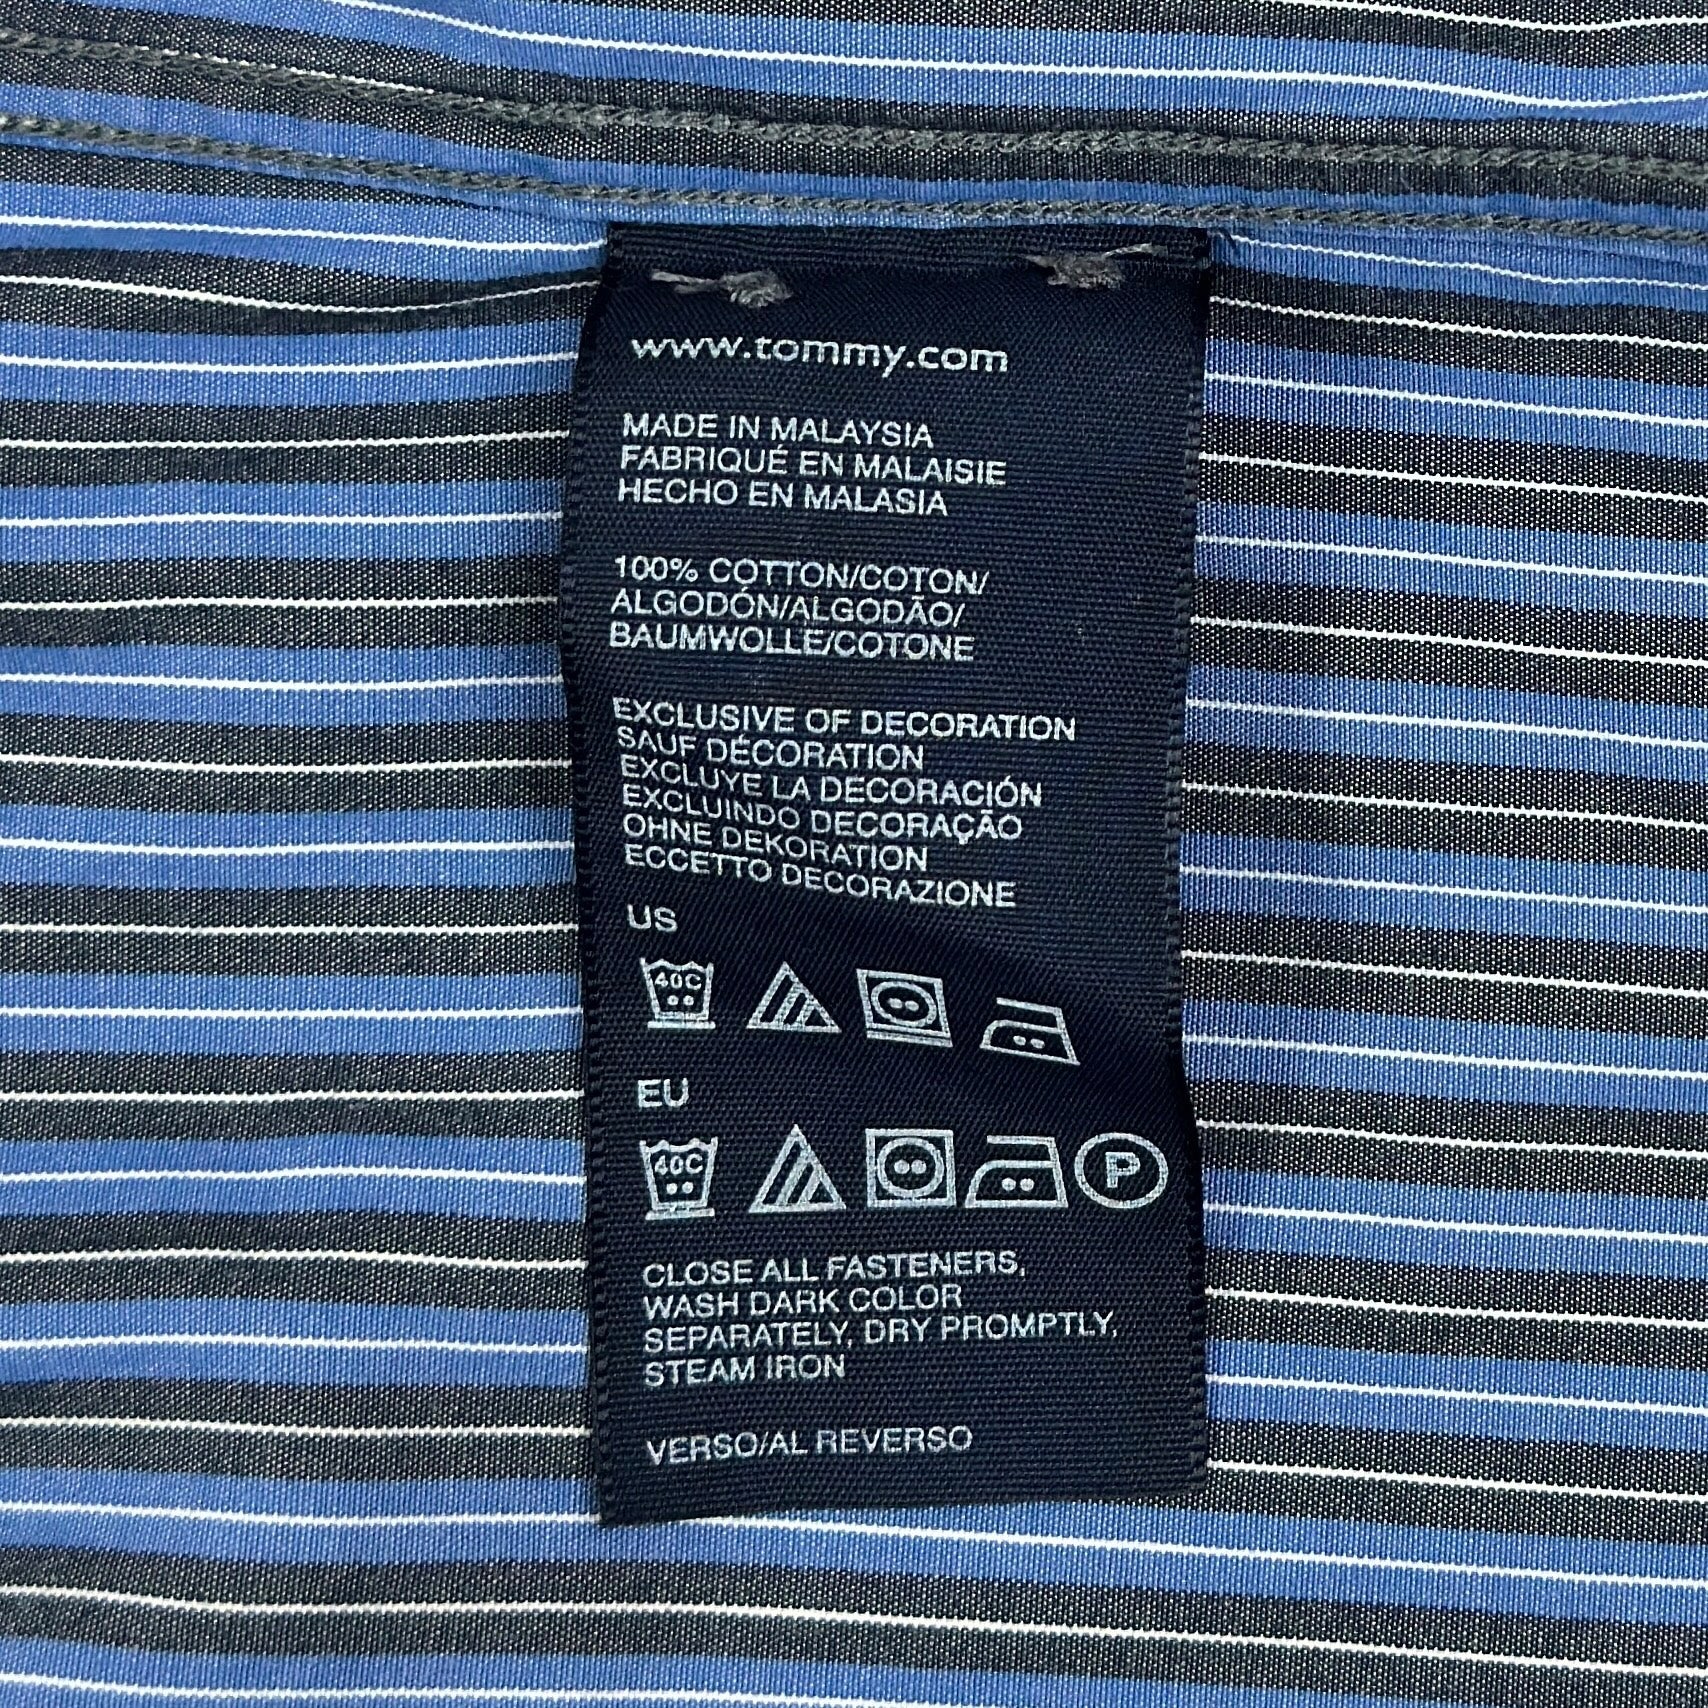 www.tommy.com
MADE IN MALAYSIA
FABRIQUÉ EN MALAISIE
HECHO EN MALASIA
100% COTTON/COTON/
ALGODÓN/ALGODÃO/
BAUMWOLLE/COTONE
EXCLUSIVE OF DECORATION
SAUF DÉCORATION
EXCLUYE LA DECORACIÓN
EXCLUINDO DECORAÇÃO
OHNE DEKORATION
ECCETTO DECORAZIONE
US
40C
EU
40C P
CLOSE ALL FASTENERS,
WASH DARK COLOR
SEPARATELY, DRY PROMPTLY,
STEAM IRON
VERSO/AL REVERSO